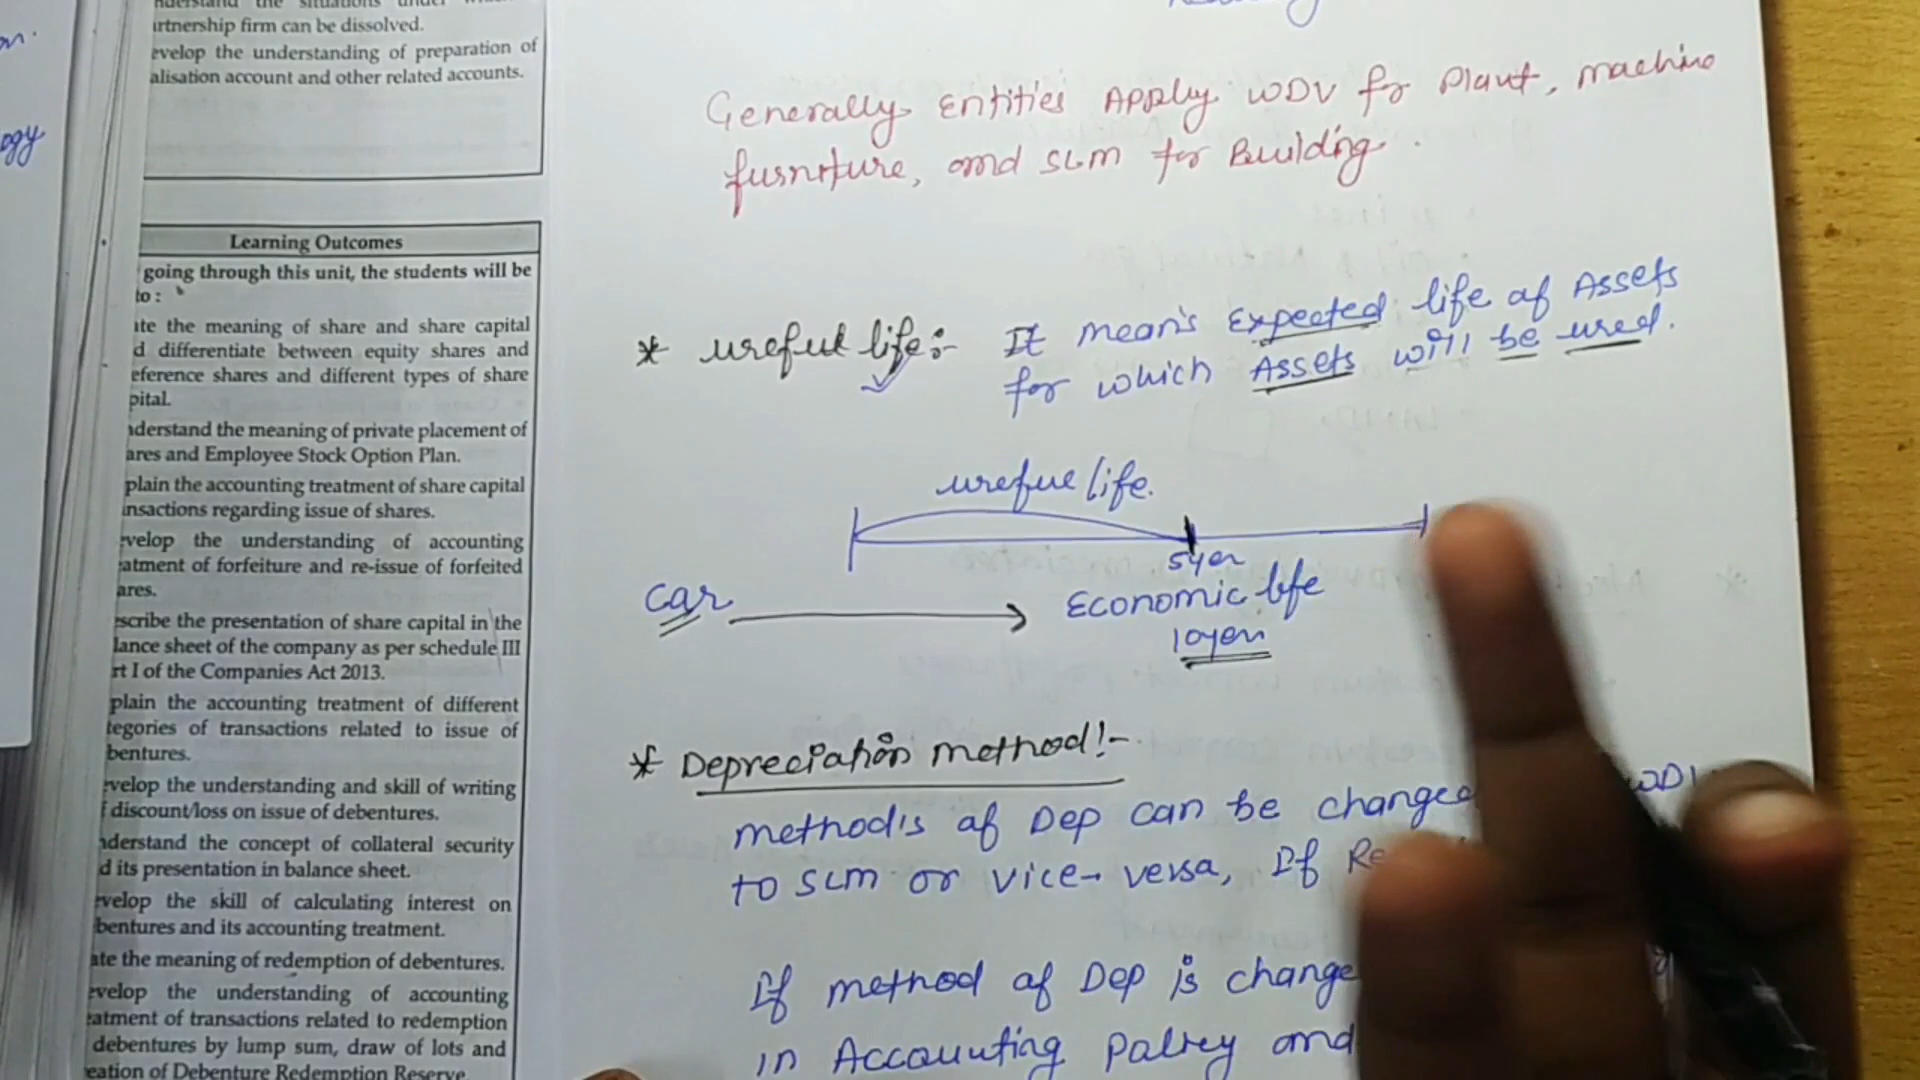 rtnership firm can be dissolved.
evelop the understanding of preparation of
alisation account and other related accounts.
Learning Outcomes
going through this unit, the students will be
to :
ate the meaning of share and share capital
d differentiate between equity shares and
eference shares and different types of share
pital.
nderstand the meaning of private placement of
ares and Employee Stock Option Plan.
plain the accounting treatment of share capital
insactions regarding issue of shares.
evelop the understanding of accounting
eatment of forfeiture and re-issue of forfeited
ares.
escribe the presentation of share capital in the
lance sheet of the company as per schedule III
rt I of the Companies Act 2013.
plain the accounting treatment of different
tegories of transactions related to issue of
bentures.
evelop the understanding and skill of writing
f discount/loss on issue of debentures.
nderstand the concept of collateral security
d its presentation in balance sheet.
evelop the skill of calculating interest on
bentures and its accounting treatment.
ate the meaning of redemption of debentures.
evelop the understanding of accounting
eatment of transactions related to redemption
debentures by lump sum, draw of lots and
eation of Debenture Redemption Reserve
ogy
Generally Entities Apply WDV for Plant, machine
furniture, and SLM for Building.
* useful life:- It mean's Expected life of Assets
for which Assets will be used.
useful life.
5yer
car
Economic life
10yer
* Depreciation method!-
method's of Dep can be change
to SLM or vice- versa, If Re
If method of Dep is change
in Accounting Policy and